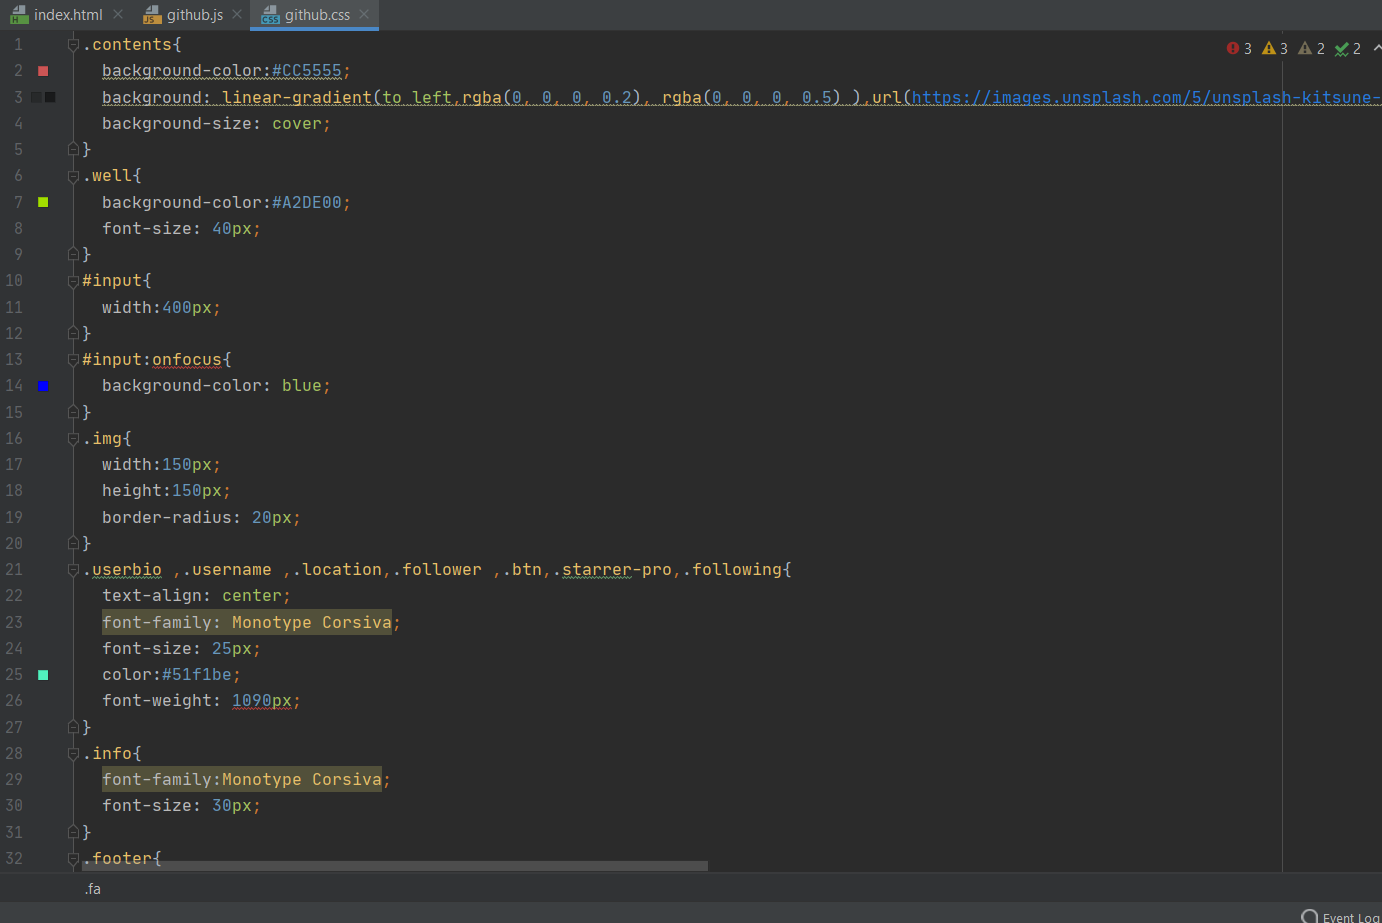 index.html
github.js
github.css
3 3 2 2
1 .contents{
2 background-color:#CC5555;
3 background: linear-gradient(to left,rgba(0, 0, 0, 0.2), rgba(0, 0, 0, 0.5) ),url(https://images.unsplash.com/5/unsplash-kitsune-
4 background-size: cover;
5 }
6 .well{
7 background-color:#A2DE00;
8 font-size: 40px;
9 }
10 #input{
11 width:400px;
12 }
13 #input:onfocus{
14 background-color: blue;
15 }
16 .img{
17 width:150px;
18 height:150px;
19 border-radius: 20px;
20 }
21 .userbio ,.username ,.location,.follower ,.btn,.starrer-pro,.following{
22 text-align: center;
23 font-family: Monotype Corsiva;
24 font-size: 25px;
25 color:#51f1be;
26 font-weight: 1090px;
27 }
28 .info{
29 font-family:Monotype Corsiva;
30 font-size: 30px;
31 }
32 .footer{
.fa
Event Log